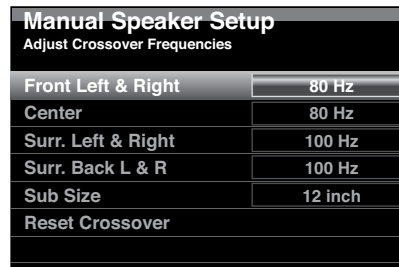 Manual Speaker Setup
Adjust Crossover Frequencies
Front Left & Right 80 Hz
Center 80 Hz
Surr. Left & Right 100 Hz
Surr. Back L & R 100 Hz
Sub Size 12 inch
Reset Crossover